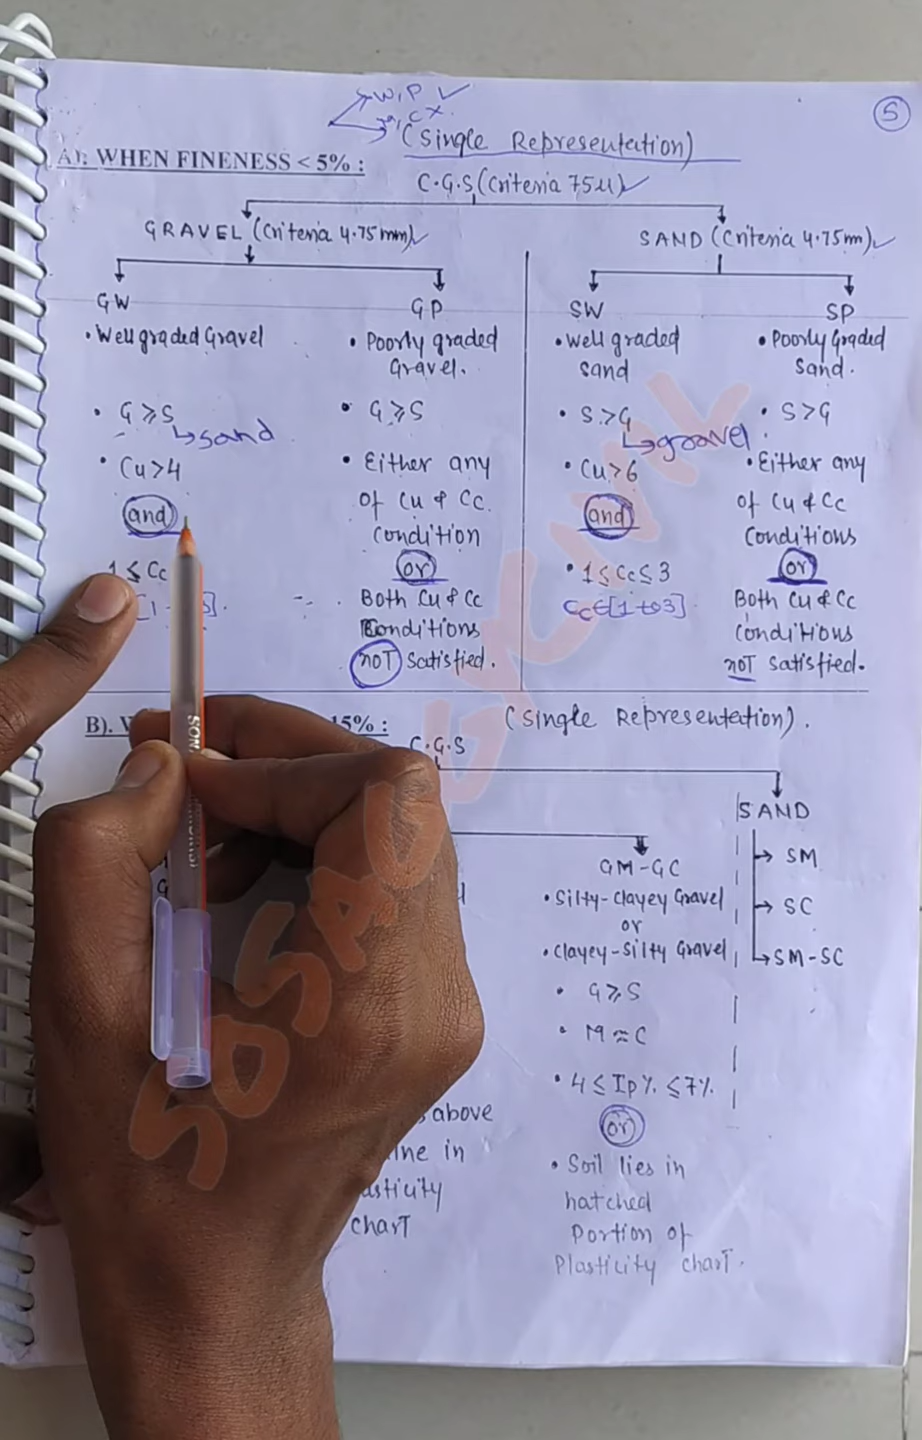 W, P ✓
C X.
5
(Single Representation)
A). WHEN FINENESS < 5% :
C.G.S (Criteria 75μ) ✓
GRAVEL (Criteria 4.75mm) ✓
SAND (Criteria 4.75mm) ✓
GW
• Well graded Gravel
• G ≥ S
↳ sand
• Cu > 4
and
1 ≤ Cc
GP
• Poorly graded
Gravel.
• G ≥ S
• Either any
of Cu & Cc
Condition
or
Both Cu & Cc
Conditions
noT satisfied.
SW
• Well graded
sand
• S > G
↳ gravel
• Cu > 6
and
• 1 ≤ Cc ≤ 3
Cc ∈ [1 to 3]
SP
• Poorly Graded
Sand.
• S > G
• Either any
of Cu & Cc
Conditions
or
Both Cu & Cc
Conditions
noT satisfied.
B).
15% :
(Single Representation).
C.G.S
GM-GC
• Silty-Clayey Gravel
or
• Clayey-Silty Gravel
• G ≥ S
• M ≈ C
• 4 ≤ Ip% ≤ 7%
or
• Soil lies in
hatched
Portion of
Plasticity chart.
SAND
SM
SC
SM-SC
above
in
chart
SOSAC GKWK
SONA